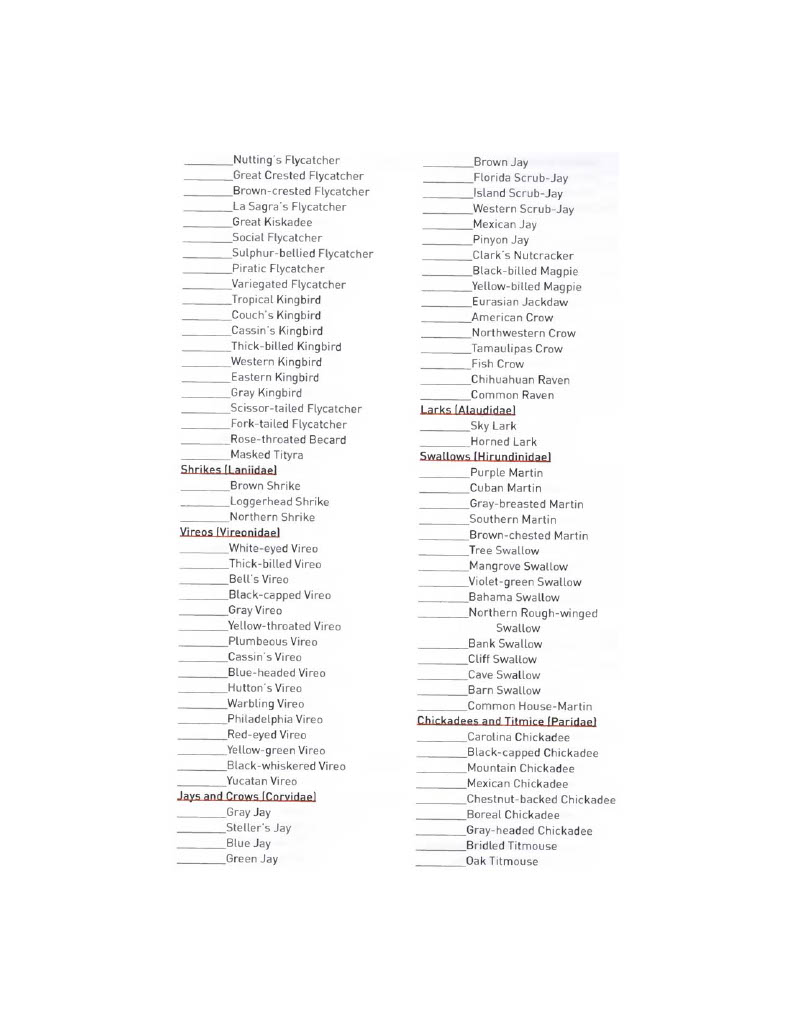 ________Nutting's Flycatcher
________Great Crested Flycatcher
________Brown-crested Flycatcher
________La Sagra's Flycatcher
________Great Kiskadee
________Social Flycatcher
________Sulphur-bellied Flycatcher
________Piratic Flycatcher
________Variegated Flycatcher
________Tropical Kingbird
________Couch's Kingbird
________Cassin's Kingbird
________Thick-billed Kingbird
________Western Kingbird
________Eastern Kingbird
________Gray Kingbird
________Scissor-tailed Flycatcher
________Fork-tailed Flycatcher
________Rose-throated Becard
________Masked Tityra
Shrikes (Laniidae)
________Brown Shrike
________Loggerhead Shrike
________Northern Shrike
Vireos (Vireonidae)
________White-eyed Vireo
________Thick-billed Vireo
________Bell's Vireo
________Black-capped Vireo
________Gray Vireo
________Yellow-throated Vireo
________Plumbeous Vireo
________Cassin's Vireo
________Blue-headed Vireo
________Hutton's Vireo
________Warbling Vireo
________Philadelphia Vireo
________Red-eyed Vireo
________Yellow-green Vireo
________Black-whiskered Vireo
________Yucatan Vireo
Jays and Crows (Corvidae)
________Gray Jay
________Steller's Jay
________Blue Jay
________Green Jay
________Brown Jay
________Florida Scrub-Jay
________Island Scrub-Jay
________Western Scrub-Jay
________Mexican Jay
________Pinyon Jay
________Clark's Nutcracker
________Black-billed Magpie
________Yellow-billed Magpie
________Eurasian Jackdaw
________American Crow
________Northwestern Crow
________Tamaulipas Crow
________Fish Crow
________Chihuahuan Raven
________Common Raven
Larks (Alaudidae)
________Sky Lark
________Horned Lark
Swallows (Hirundinidae)
________Purple Martin
________Cuban Martin
________Gray-breasted Martin
________Southern Martin
________Brown-chested Martin
________Tree Swallow
________Mangrove Swallow
________Violet-green Swallow
________Bahama Swallow
________Northern Rough-winged
Swallow
________Bank Swallow
________Cliff Swallow
________Cave Swallow
________Barn Swallow
________Common House-Martin
Chickadees and Titmice (Paridae)
________Carolina Chickadee
________Black-capped Chickadee
________Mountain Chickadee
________Mexican Chickadee
________Chestnut-backed Chickadee
________Boreal Chickadee
________Gray-headed Chickadee
________Bridled Titmouse
________Oak Titmouse